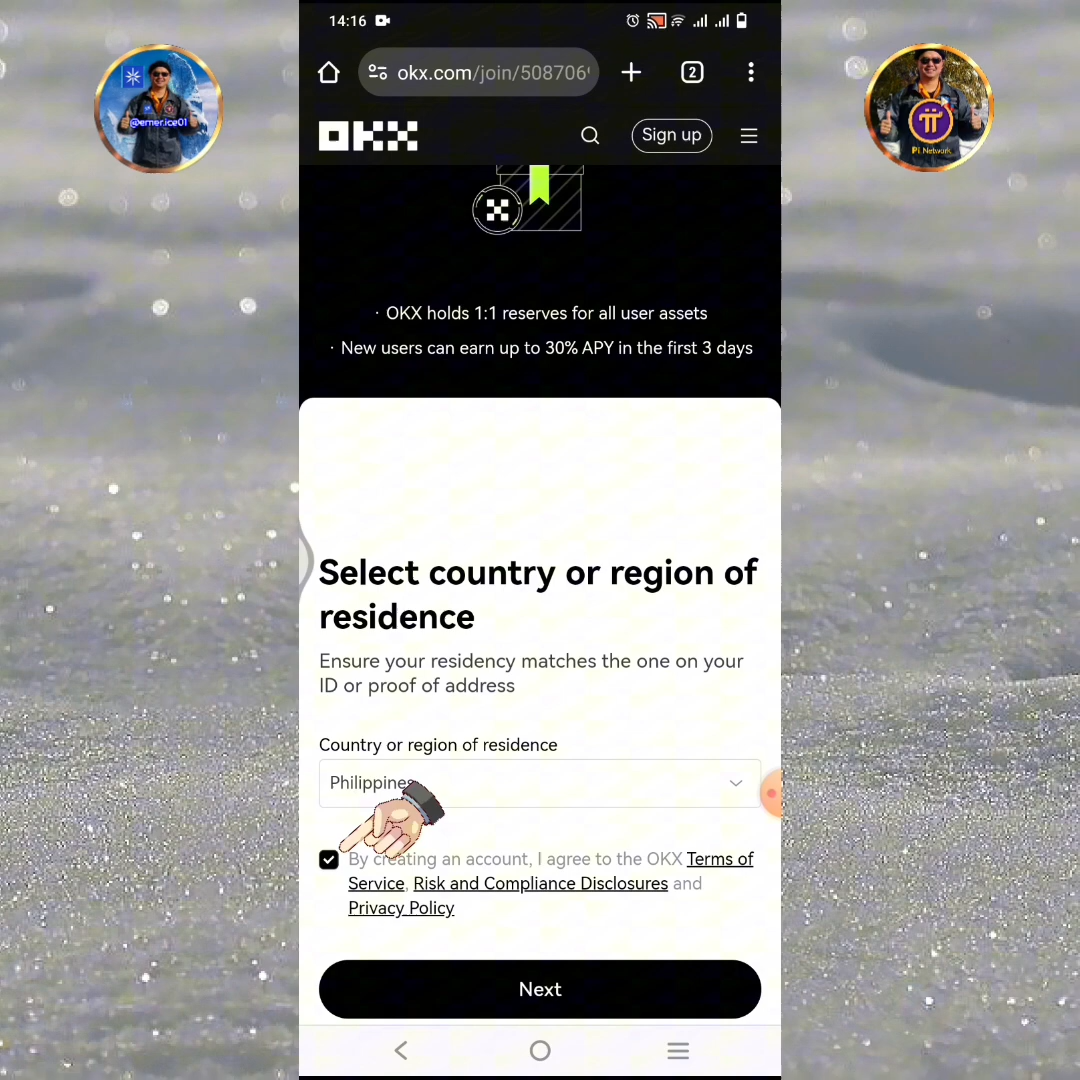 14:16
okx.com/join/508706
2
OKX
Sign up
@emer.ice01
Pi Network
· OKX holds 1:1 reserves for all user assets
· New users can earn up to 30% APY in the first 3 days
Select country or region of
residence
Ensure your residency matches the one on your
ID or proof of address
Country or region of residence
Philippines
By creating an account, I agree to the OKX Terms of
Service, Risk and Compliance Disclosures and
Privacy Policy
Next